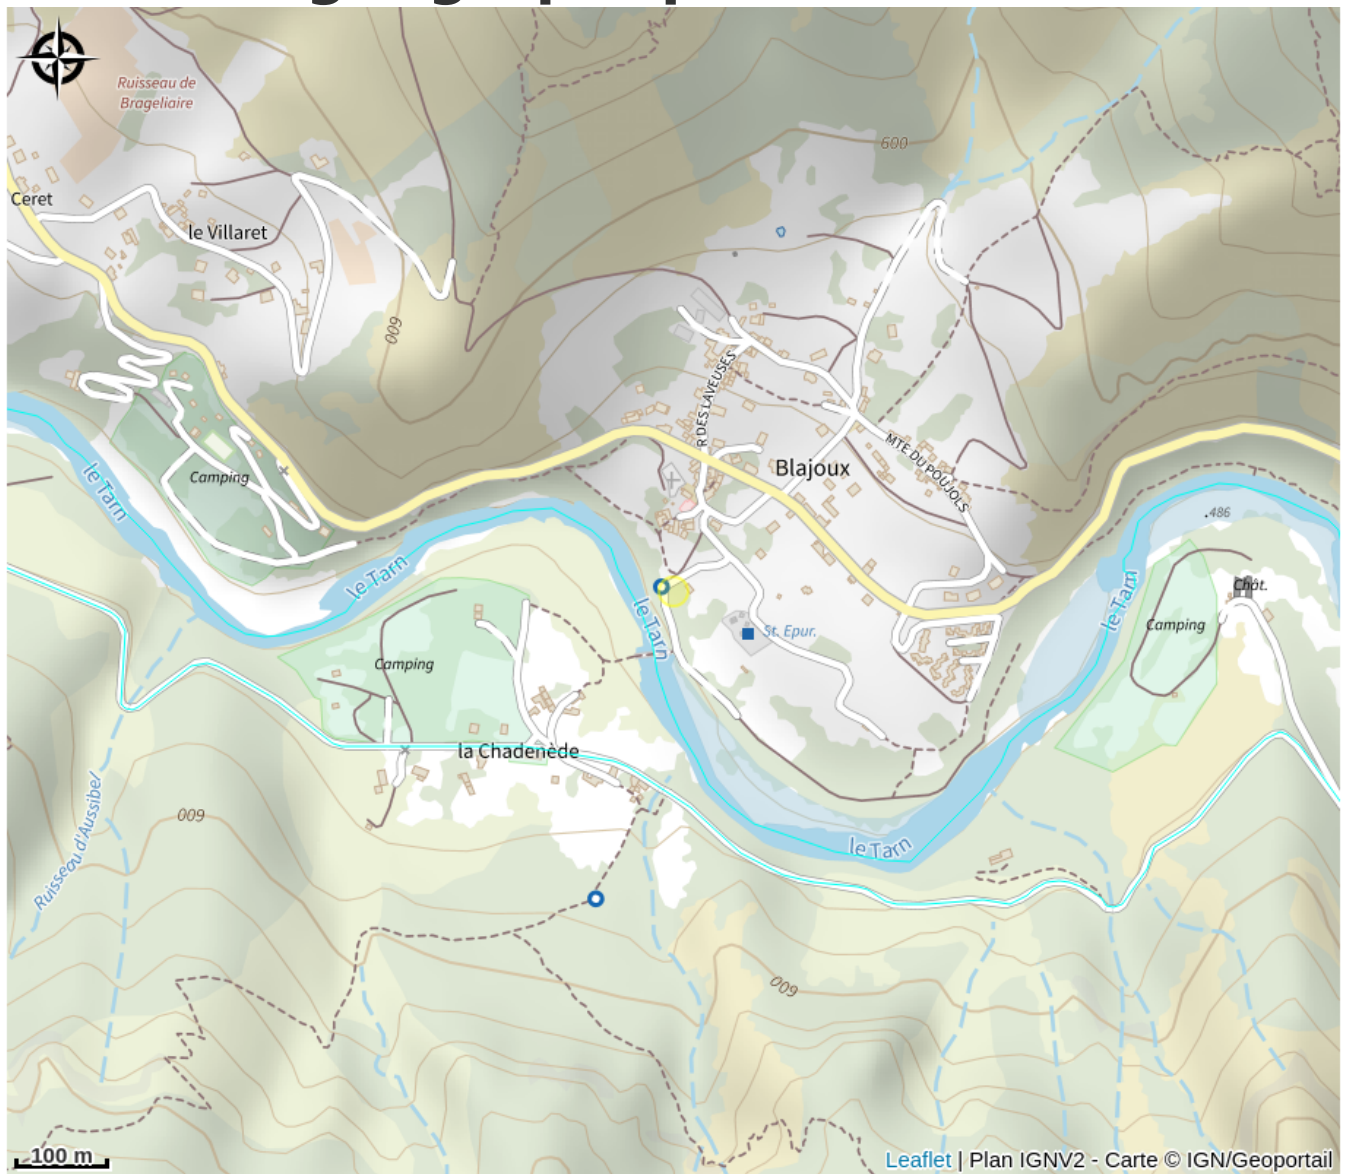 Ruisseau de
Brageliaire
600
Ceret
le Villaret
600
R DES LAVEUSES
MTE DU POUJOLS
Blajoux
Camping
le Tarn
.486
le Tarn
Chât.
le Tarn
le Tarn
St. Epur.
Camping
Camping
la Chadenède
Ruisseau d'Aussibel
600
le Tarn
600
100 m
Leaflet | Plan IGNV2 - Carte © IGN/Geoportail